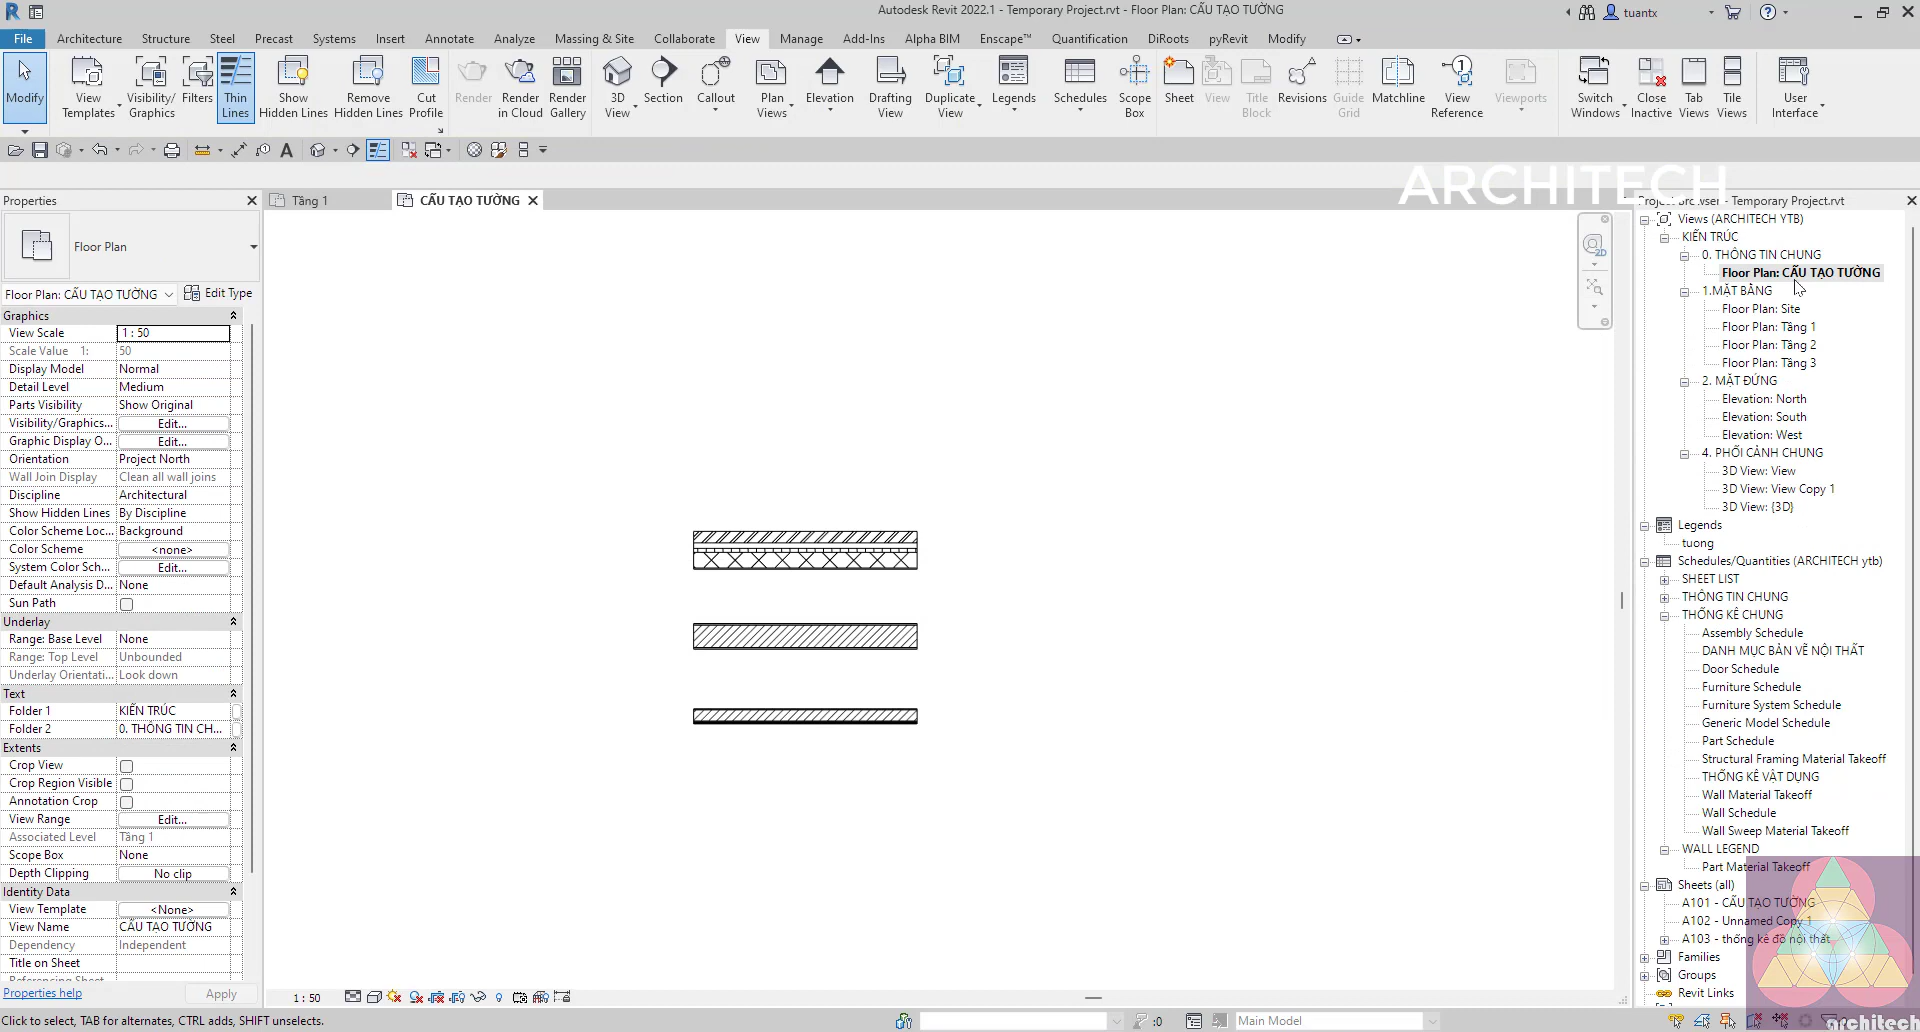 Autodesk Revit 2022.1 - Temporary Project.rvt - Floor Plan: CẤU TẠO TƯỜNG
tuantx
File Architecture Structure Steel Precast Systems Insert Annotate Analyze Massing & Site Collaborate View Manage Add-Ins Alpha BIM Enscape™ Quantification DiRoots pyRevit Modify
Modify
View Templates
Visibility/ Graphics
Filters
Thin Lines
Show Hidden Lines
Remove Hidden Lines
Cut Profile
Render
Render in Cloud
Render Gallery
3D View
Section
Callout
Plan Views
Elevation
Drafting View
Duplicate View
Legends
Schedules
Scope Box
Sheet
View
Title Block
Revisions
Guide Grid
Matchline
View Reference
Viewports
Switch Windows
Close Inactive
Tab Views
Tile Views
User Interface
ARCHITECH
Properties
Floor Plan
Floor Plan: CẤU TẠO TƯỜNG Edit Type
Graphics
View Scale 1 : 50
Scale Value 1: 50
Display Model Normal
Detail Level Medium
Parts Visibility Show Original
Visibility/Graphics... Edit...
Graphic Display O... Edit...
Orientation Project North
Wall Join Display Clean all wall joins
Discipline Architectural
Show Hidden Lines By Discipline
Color Scheme Loc... Background
Color Scheme <none>
System Color Sch... Edit...
Default Analysis D... None
Sun Path
Underlay
Range: Base Level None
Range: Top Level Unbounded
Underlay Orientati... Look down
Text
Folder 1 KIẾN TRÚC
Folder 2 0. THÔNG TIN CH...
Extents
Crop View
Crop Region Visible
Annotation Crop
View Range Edit...
Associated Level Tầng 1
Scope Box None
Depth Clipping No clip
Identity Data
View Template <None>
View Name CẤU TẠO TƯỜNG
Dependency Independent
Title on Sheet
Properties help Apply
Tầng 1
CẤU TẠO TƯỜNG
2D
1 : 50
Project Browser - Temporary Project.rvt
Views (ARCHITECH YTB)
KIẾN TRÚC
0. THÔNG TIN CHUNG
Floor Plan: CẤU TẠO TƯỜNG
1.MẶT BẰNG
Floor Plan: Site
Floor Plan: Tầng 1
Floor Plan: Tầng 2
Floor Plan: Tầng 3
2. MẶT ĐỨNG
Elevation: North
Elevation: South
Elevation: West
4. PHỐI CẢNH CHUNG
3D View: View
3D View: View Copy 1
3D View: {3D}
Legends
tuong
Schedules/Quantities (ARCHITECH ytb)
SHEET LIST
THÔNG TIN CHUNG
THỐNG KÊ CHUNG
Assembly Schedule
DANH MỤC BẢN VẼ NỘI THẤT
Door Schedule
Furniture Schedule
Furniture System Schedule
Generic Model Schedule
Part Schedule
Structural Framing Material Takeoff
THỐNG KÊ VẬT DỤNG
Wall Material Takeoff
Wall Schedule
Wall Sweep Material Takeoff
WALL LEGEND
Part Material Takeoff
Sheets (all)
A101 - CẤU TẠO TƯỜNG
A102 - Unnamed Copy 1
A103 - thống kê đồ nội thất
Families
Groups
Revit Links
architech
Click to select, TAB for alternates, CTRL adds, SHIFT unselects.
:0
Main Model